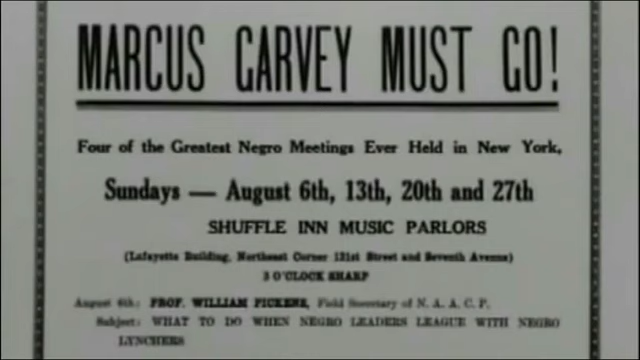 MARCUS GARVEY MUST GO!
Four of the Greatest Negro Meetings Ever Held in New York,
Sundays — August 6th, 13th, 20th and 27th
SHUFFLE INN MUSIC PARLORS
(Lafayette Building, Northeast Corner 131st Street and Seventh Avenue)
3 O'CLOCK SHARP
August 6th: PROF. WILLIAM PICKENS, Field Secretary of N. A. A. C. P.
Subject: WHAT TO DO WHEN NEGRO LEADERS LEAGUE WITH NEGRO
LYNCHERS